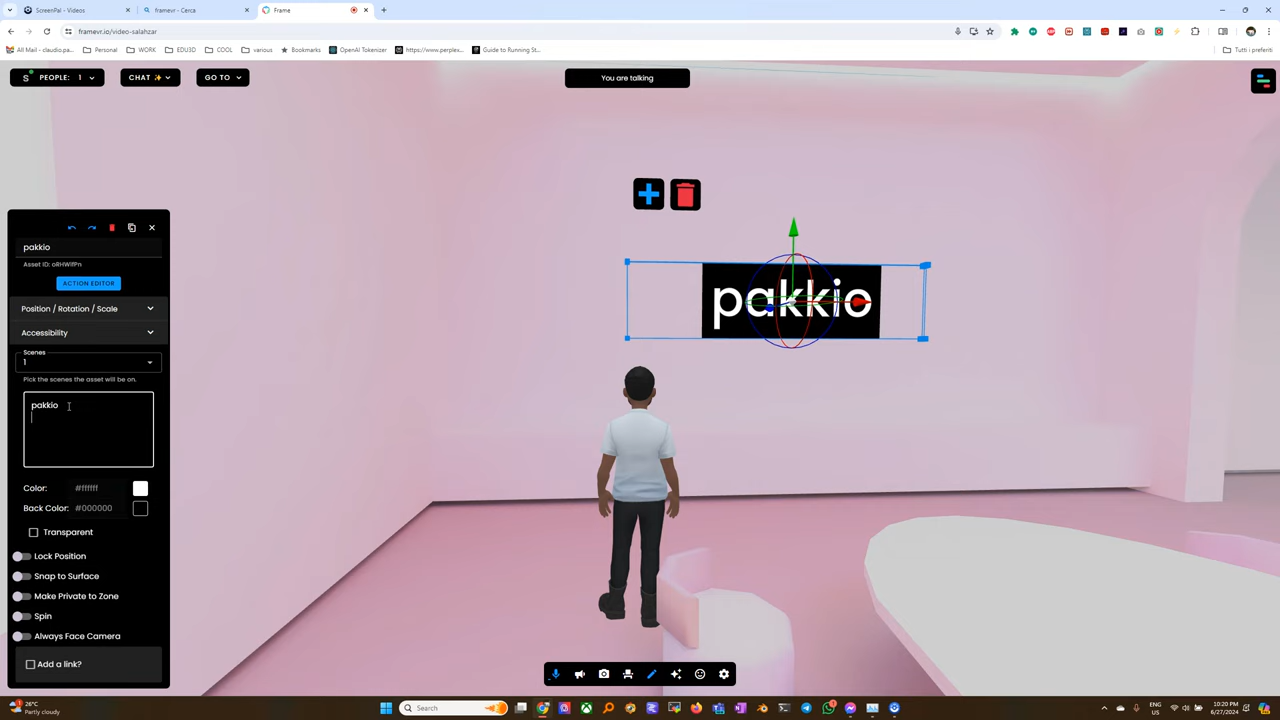 ScreenPal - Videos
framevr - Cerca
Frame
framevr.io/video-salahzar
All Mail - claudio.pa...
Personal
WORK
EDU3D
COOL
various
Bookmarks
OpenAI Tokenizer
https://www.perplex...
Guide to Running St...
Tutti i preferiti
S PEOPLE: 1
CHAT ✨
GO TO
You are talking
pakkio
Asset ID: oRHWifPn
ACTION EDITOR
Position / Rotation / Scale
Accessibility
Scenes
1
Pick the scenes the asset will be on.
pakkio
Color: #ffffff
Back Color: #000000
Transparent
Lock Position
Snap to Surface
Make Private to Zone
Spin
Always Face Camera
Add a link?
pakkio
26°C
Partly cloudy
Search
ENG
US
10:20 PM
6/27/2024